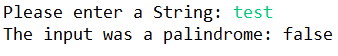 Please enter a String: test
The input was a palindrome: false